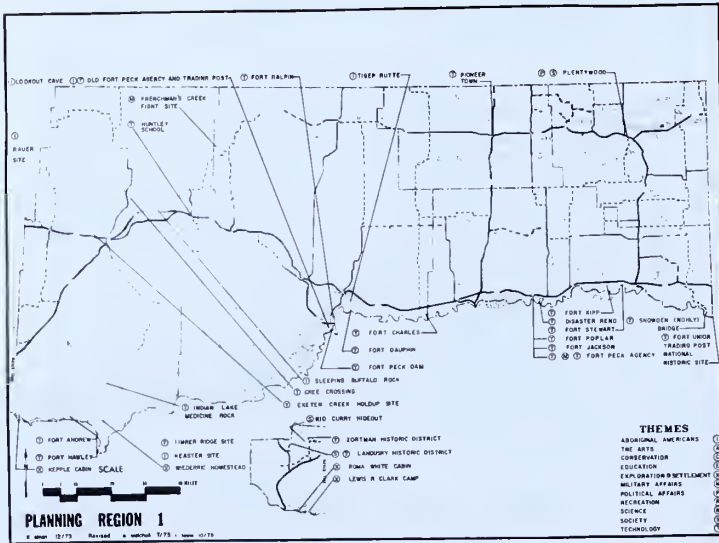 LOOKOUT CAVE
OLD FORT PECK AGENCY AND TRADING POST
FORT GALPIN
TIGER BUTTE
PIONEER
TOWN
PLENTYWOOD
FRENCHMAN'S CREEK
FIGHT SITE
HUNTLEY
SCHOOL
SITE
FORT KIPP
DISASTER BEND
FORT STEWART
FORT POPLAR
FORT JACKSON
FORT PECK AGENCY
SNOWDEN (NOHLY)
BRIDGE
FORT UNION
TRADING POST
NATIONAL
HISTORIC SITE
FORT CHARLES
FORT DAUPHIN
FORT PECK DAM
SLEEPING BUFFALO ROCK
CREE CROSSING
EXETER CREEK HOLDUP SITE
INDIAN LAKE
MEDICINE ROCK
KID CURRY HIDEOUT
ZORTMAN HISTORIC DISTRICT
LANDUSKY HISTORIC DISTRICT
ROMA WHITE CABIN
LEWIS & CLARK CAMP
FORT ANDREW
FORT HAWLEY
KEPPLE CABIN
TIMBER RIDGE SITE
KEASTER SITE
WIEDERRIC HOMESTEAD
SCALE
THEMES
ABORIGINAL AMERICANS
THE ARTS
CONSERVATION
EDUCATION
EXPLORATION & SETTLEMENT
MILITARY AFFAIRS
POLITICAL AFFAIRS
RECREATION
SCIENCE
SOCIETY
TECHNOLOGY
PLANNING REGION 1
12/73 Revised